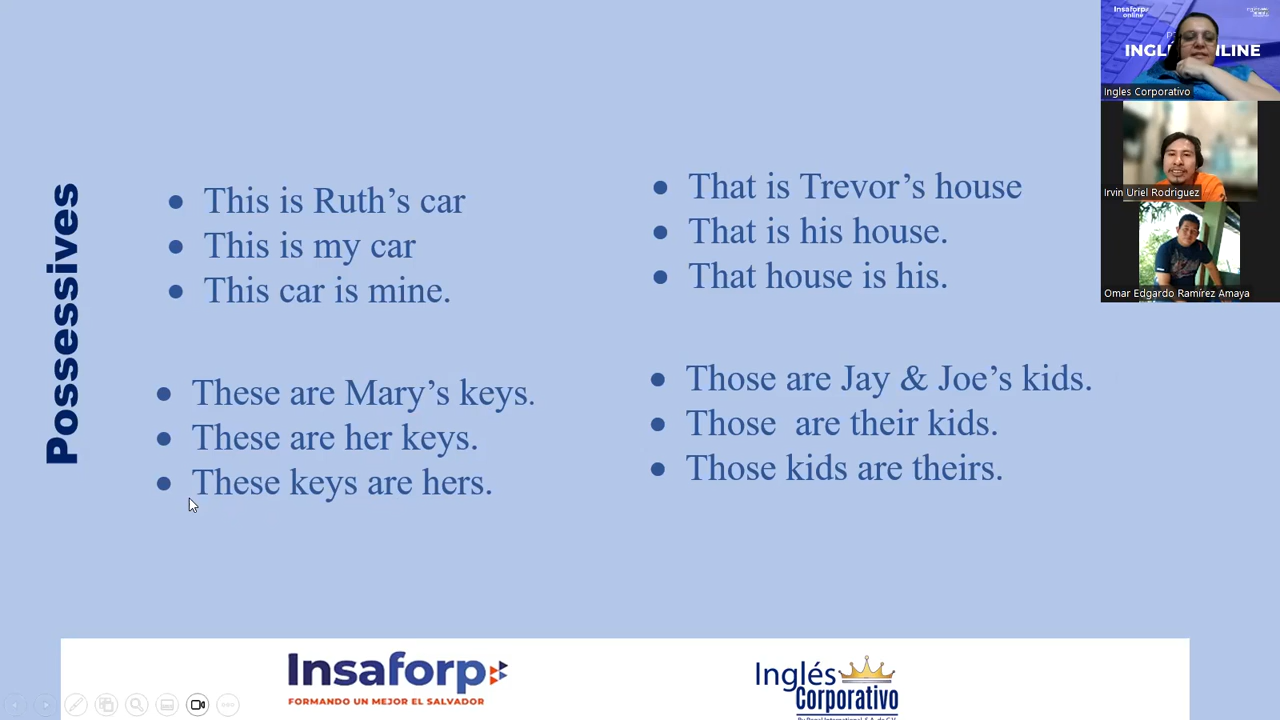 Possessives
This is Ruth’s car
This is my car
This car is mine.
That is Trevor’s house
That is his house.
That house is his.
These are Mary’s keys.
These are her keys.
These keys are hers.
Those are Jay & Joe’s kids.
Those are their kids.
Those kids are theirs.
Insaforp
FORMANDO UN MEJOR EL SALVADOR
Inglés
Corporativo
Insaforp
online
Ingles Corporativo
Irvin Uriel Rodriguez
Omar Edgardo Ramírez Amaya